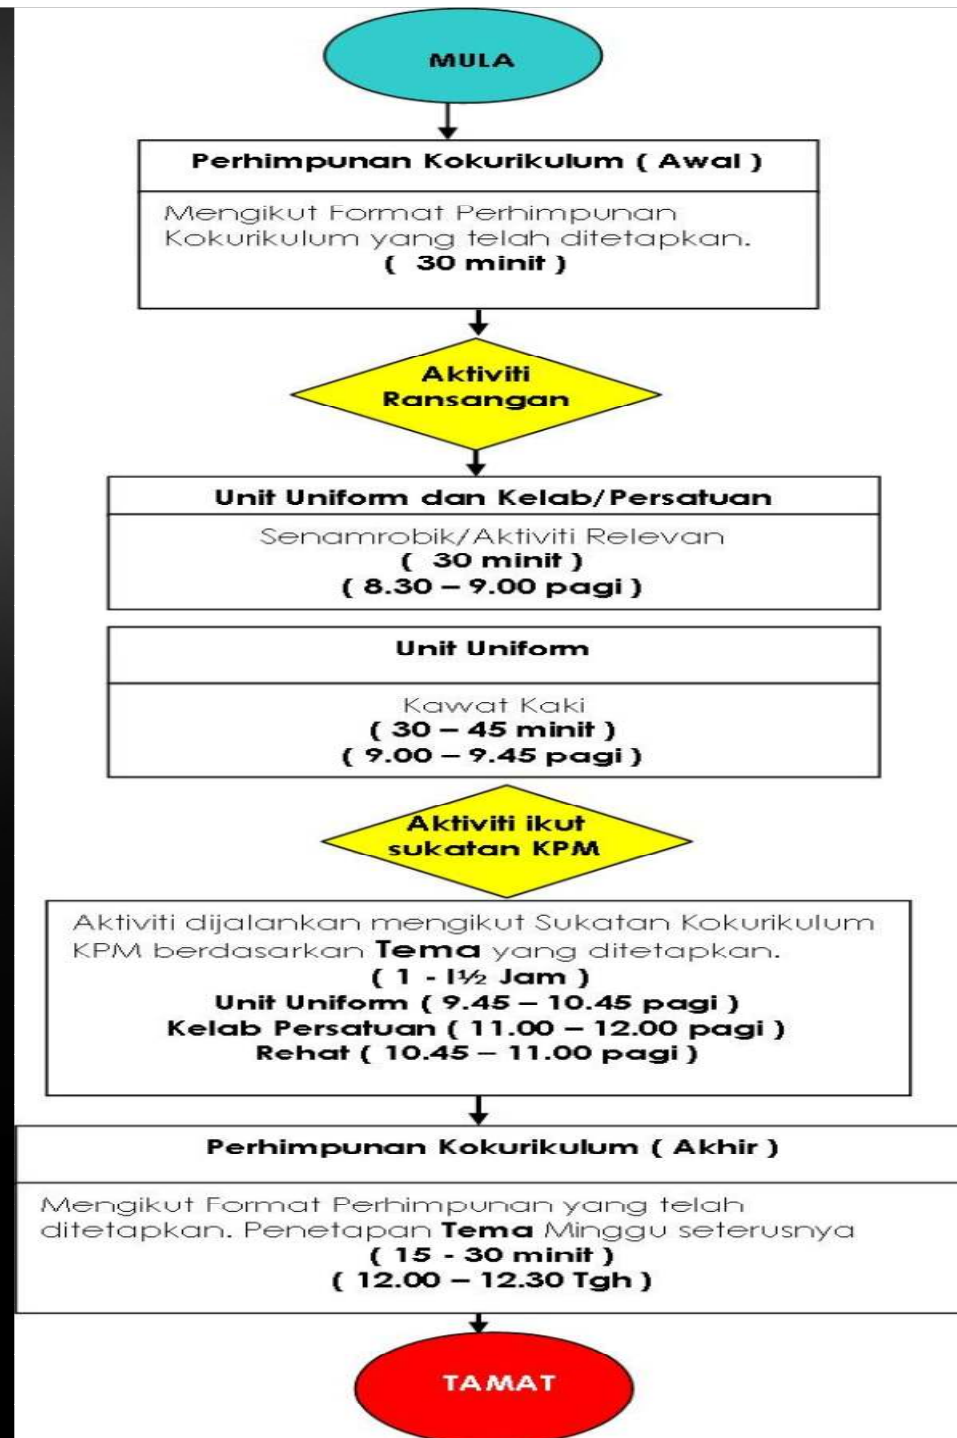 MULA
Perhimpunan Kokurikulum ( Awal )
Mengikut Format Perhimpunan
Kokurikulum yang telah ditetapkan.
( 30 minit )
Aktiviti
Ransangan
Unit Uniform dan Kelab/Persatuan
Senamrobik/Aktiviti Relevan
( 30 minit )
( 8.30 – 9.00 pagi )
Unit Uniform
Kawat Kaki
( 30 – 45 minit )
( 9.00 – 9.45 pagi )
Aktiviti ikut
sukatan KPM
Aktiviti dijalankan mengikut Sukatan Kokurikulum
KPM berdasarkan Tema yang ditetapkan.
( 1 - I½ Jam )
Unit Uniform ( 9.45 – 10.45 pagi )
Kelab Persatuan ( 11.00 – 12.00 pagi )
Rehat ( 10.45 – 11.00 pagi )
Perhimpunan Kokurikulum ( Akhir )
Mengikut Format Perhimpunan yang telah
ditetapkan. Penetapan Tema Minggu seterusnya
( 15 - 30 minit )
( 12.00 – 12.30 Tgh )
TAMAT